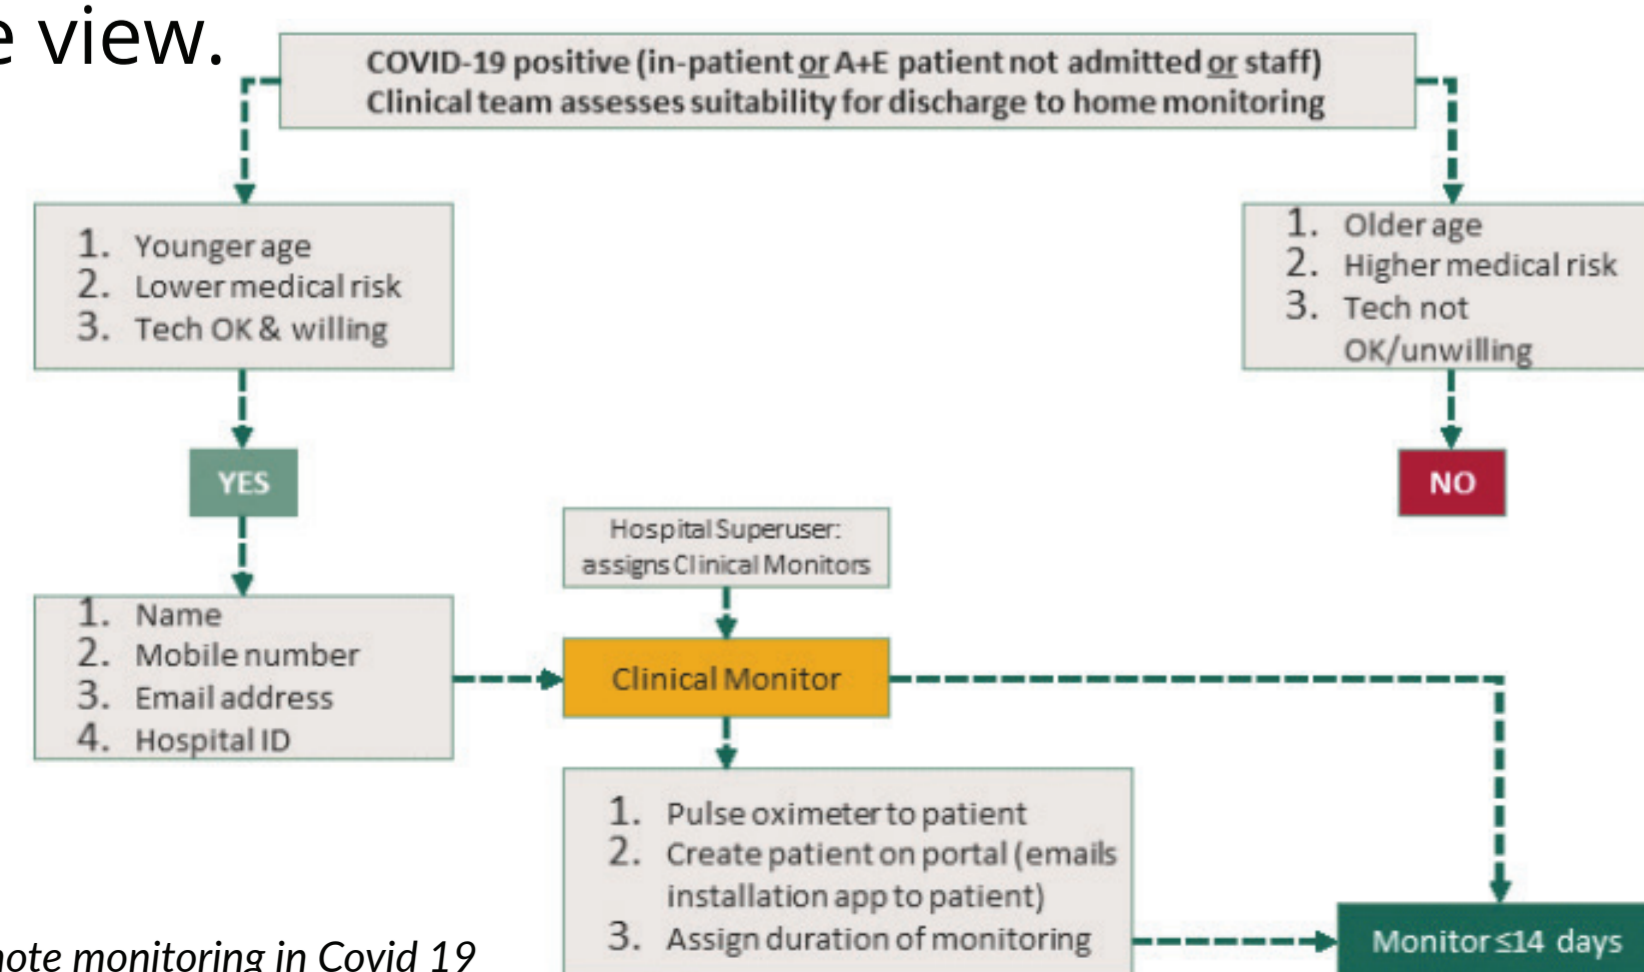 e view.
COVID-19 positive (in-patient or A+E patient not admitted or staff)
Clinical team assesses suitability for discharge to home monitoring
1. Younger age
2. Lower medical risk
3. Tech OK & willing
1. Older age
2. Higher medical risk
3. Tech not
OK/unwilling
YES
NO
Hospital Superuser:
assigns Clinical Monitors
1. Name
2. Mobile number
3. Email address
4. Hospital ID
Clinical Monitor
1. Pulse oximeter to patient
2. Create patient on portal (emails
installation app to patient)
3. Assign duration of monitoring
Monitor ≤14 days
note monitoring in Covid 19